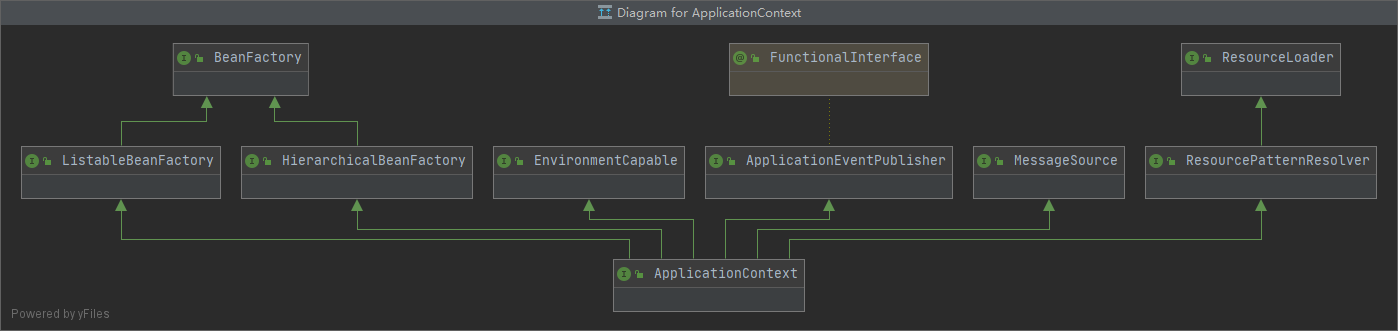 Diagram for ApplicationContext
BeanFactory
FunctionalInterface
ResourceLoader
ListableBeanFactory
HierarchicalBeanFactory
EnvironmentCapable
ApplicationEventPublisher
MessageSource
ResourcePatternResolver
ApplicationContext
Powered by yFiles